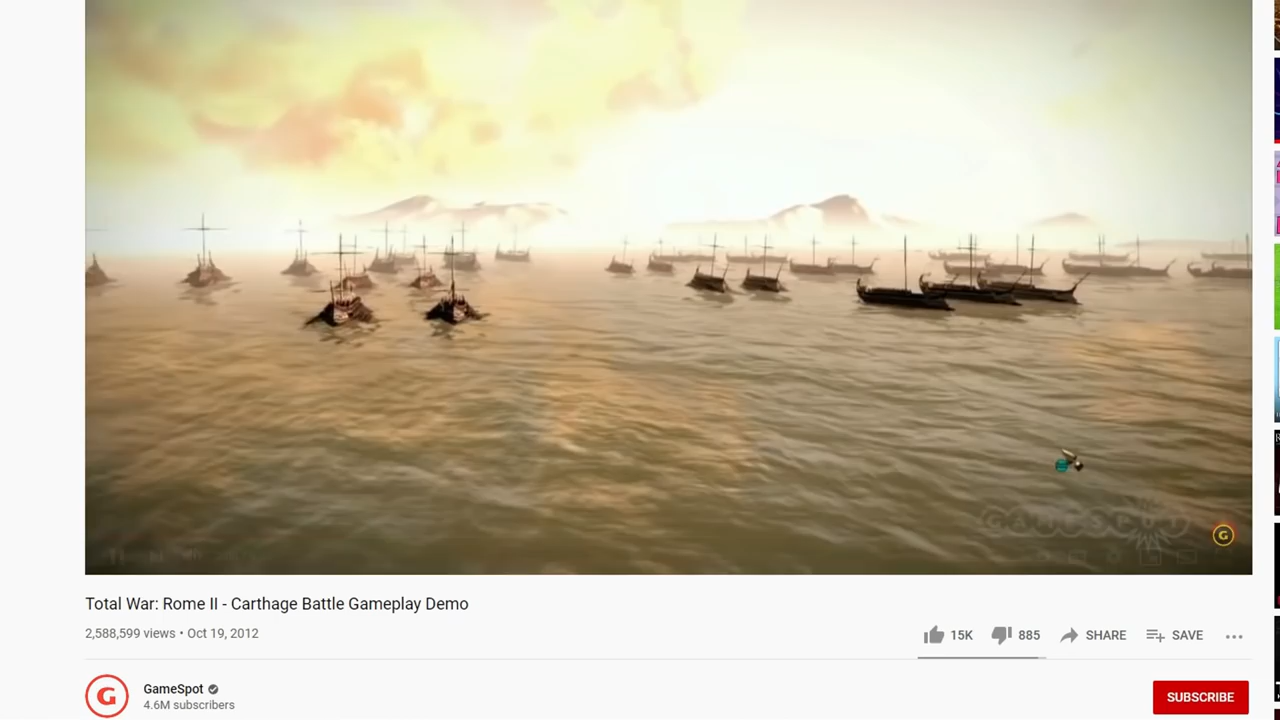 GAMESPOT
G
Total War: Rome II - Carthage Battle Gameplay Demo
2,588,599 views • Oct 19, 2012
15K 885 SHARE SAVE
G GameSpot
4.6M subscribers
SUBSCRIBE